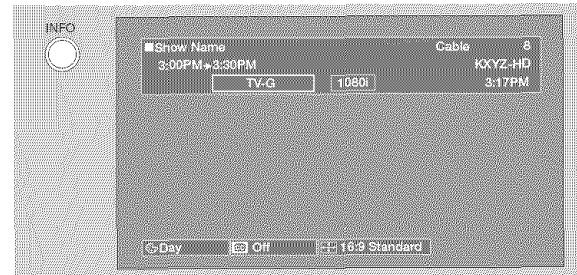 INFO
Show Name Cable 8
3:00PM→3:30PM KXYZ-HD
TV-G 1080i 3:17PM
Day CC Off 16:9 Standard